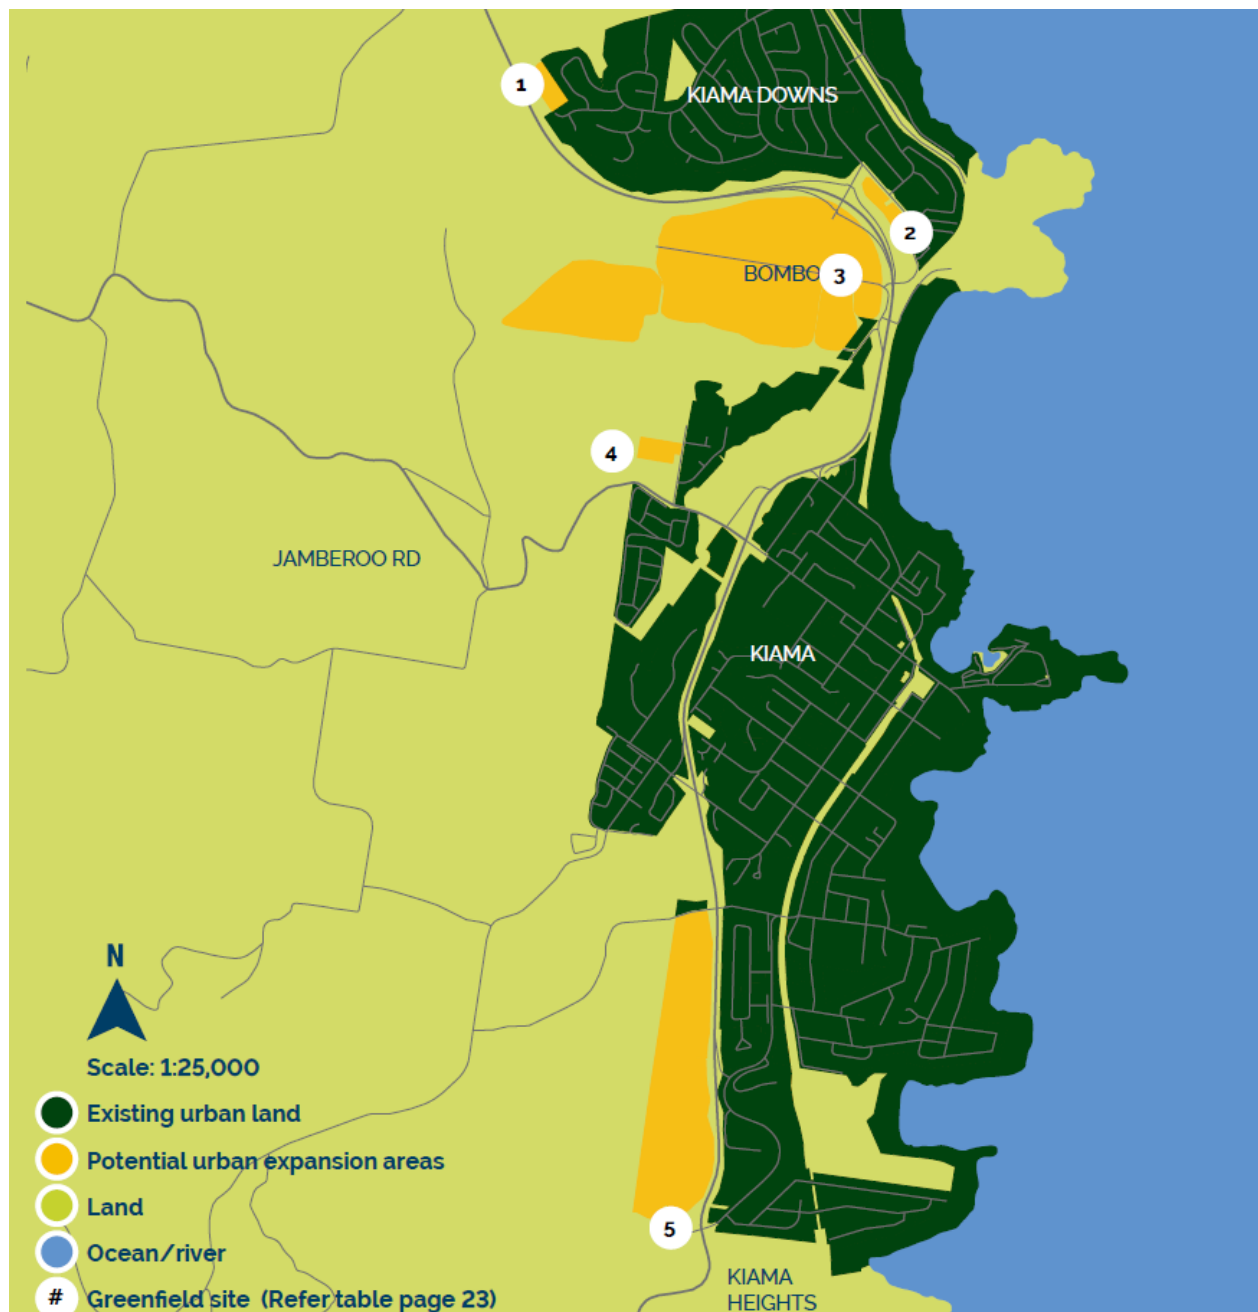 1
KIAMA DOWNS
2
BOMBO
3
4
JAMBEROO RD
KIAMA
N
Scale: 1:25,000
Existing urban land
Potential urban expansion areas
Land
5
Ocean/river
KIAMA
HEIGHTS
# Greenfield site (Refer table page 23)